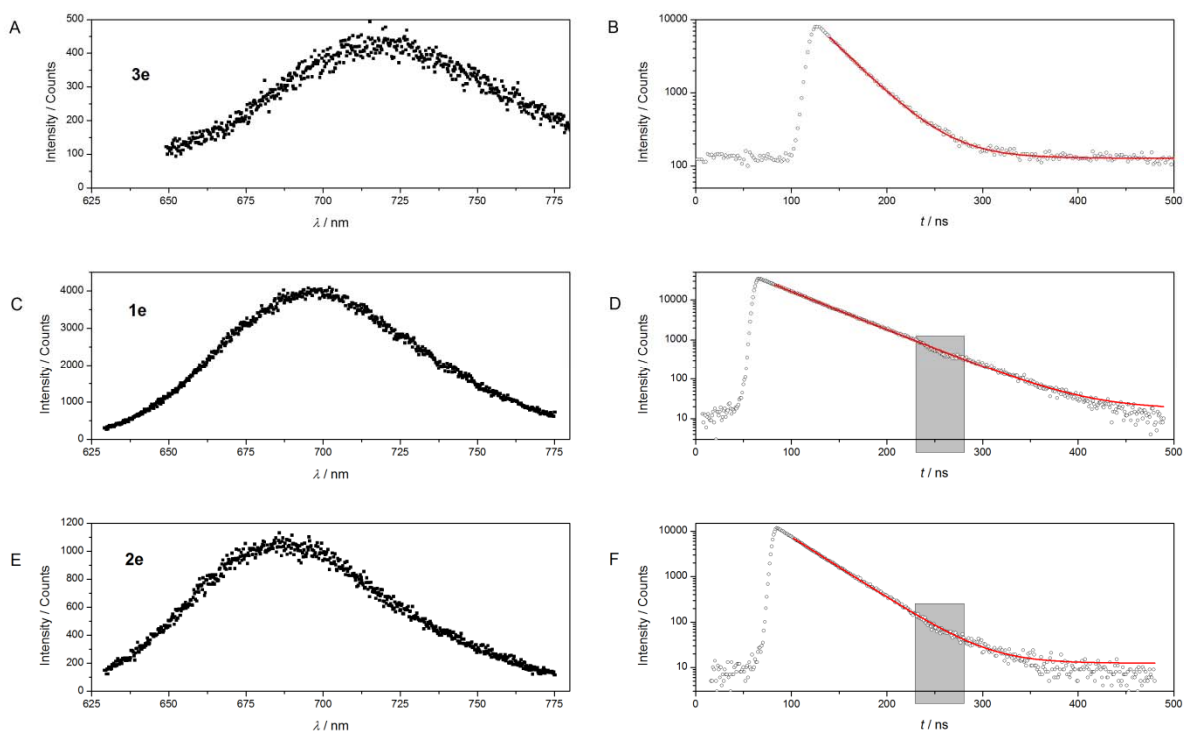 A
3e
Intensity / Counts
500
400
300
200
100
0
625 650 675 700 725 750 775
λ / nm
B
Intensity / Counts
10000
1000
100
0 100 200 300 400 500
t / ns
C
1e
Intensity / Counts
4000
3000
2000
1000
0
625 650 675 700 725 750 775
λ / nm
D
Intensity / Counts
10000
1000
100
10
0 100 200 300 400 500
t / ns
E
2e
Intensity / Counts
1200
1000
800
600
400
200
0
625 650 675 700 725 750 775
λ / nm
F
Intensity / Counts
10000
1000
100
10
0 100 200 300 400 500
t / ns